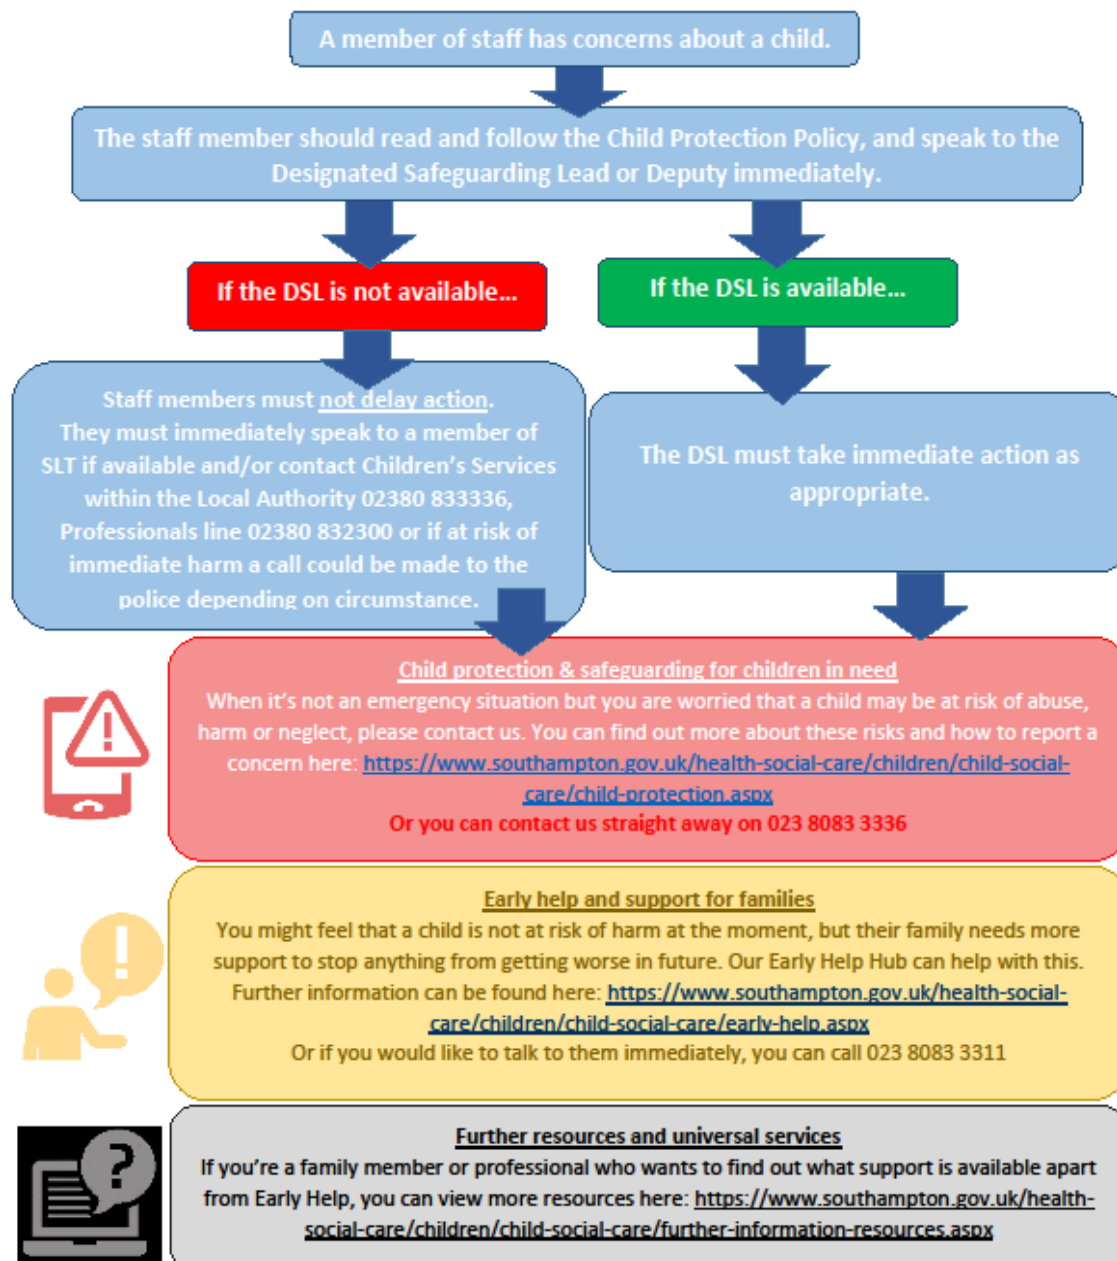 A member of staff has concerns about a child.
The staff member should read and follow the Child Protection Policy, and speak to the
Designated Safeguarding Lead or Deputy immediately.
If the DSL is not available...
If the DSL is available...
Staff members must not delay action.
They must immediately speak to a member of
SLT if available and/or contact Children's Services
within the Local Authority 02380 833336,
Professionals line 02380 832300 or if at risk of
immediate harm a call could be made to the
police depending on circumstance.
The DSL must take immediate action as
appropriate.
Child protection & safeguarding for children in need
When it's not an emergency situation but you are worried that a child may be at risk of abuse,
harm or neglect, please contact us. You can find out more about these risks and how to report a
concern here: https://www.southampton.gov.uk/health-social-care/children/child-social-
care/child-protection.aspx
Or you can contact us straight away on 023 8083 3336
Early help and support for families
You might feel that a child is not at risk of harm at the moment, but their family needs more
support to stop anything from getting worse in future. Our Early Help Hub can help with this.
Further information can be found here: https://www.southampton.gov.uk/health-social-
care/children/child-social-care/early-help.aspx
Or if you would like to talk to them immediately, you can call 023 8083 3311
Further resources and universal services
If you're a family member or professional who wants to find out what support is available apart
from Early Help, you can view more resources here: https://www.southampton.gov.uk/health-
social-care/children/child-social-care/further-information-resources.aspx